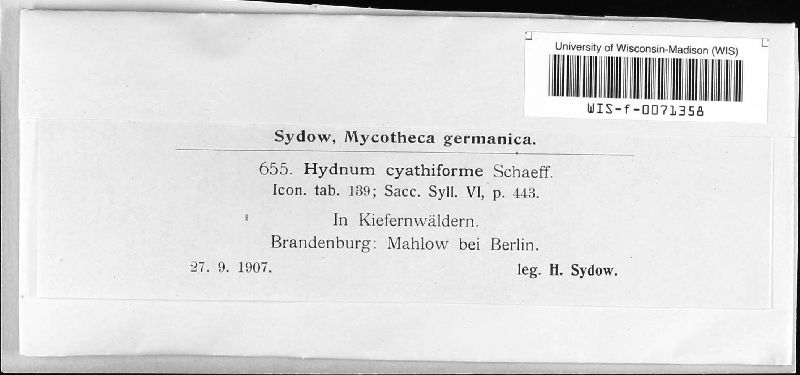 University of Wisconsin-Madison (WIS)
WIS-f-0071358
Sydow, Mycotheca germanica.
655. Hydnum cyathiforme Schaeff.
Icon. tab. 139; Sacc. Syll. VI, p. 443.
In Kiefernwäldern.
Brandenburg: Mahlow bei Berlin.
27. 9. 1907. leg. H. Sydow.